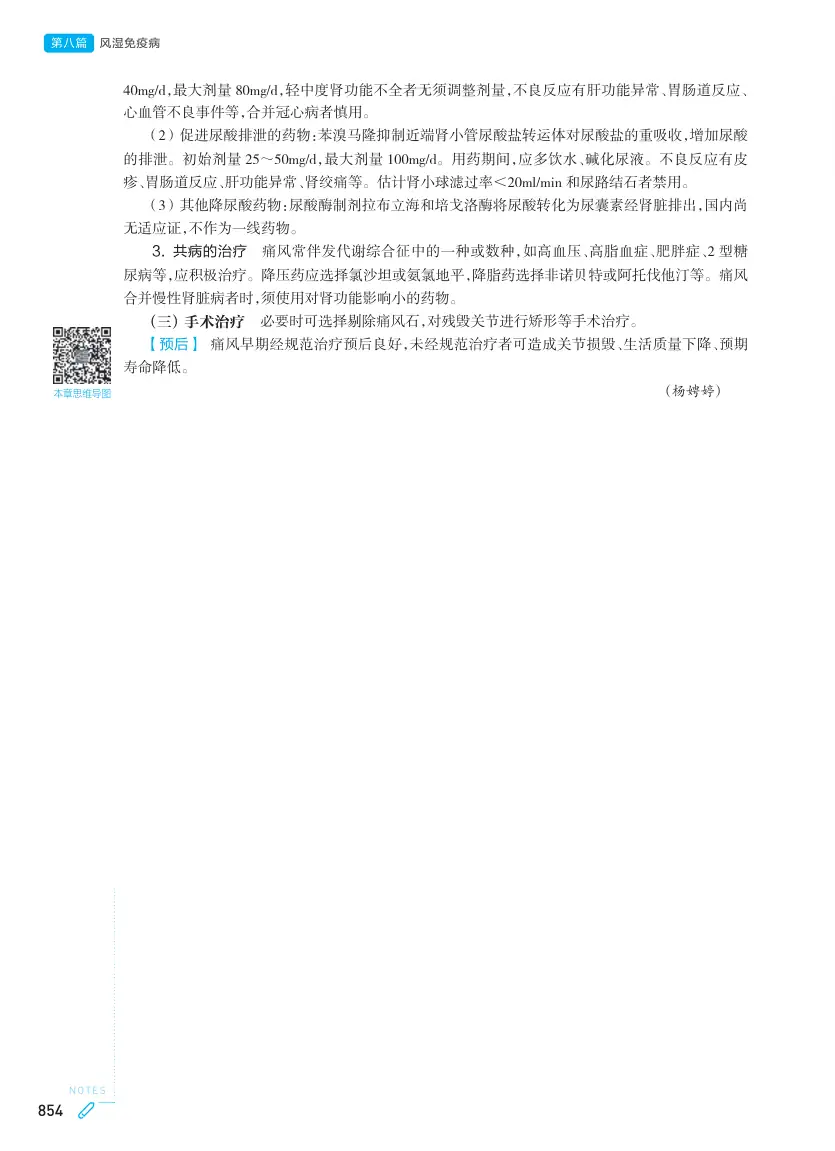 第八篇 风湿免疫病
40mg/d,最大剂量 80mg/d,轻中度肾功能不全者无须调整剂量,不良反应有肝功能异常、胃肠道反应、
心血管不良事件等,合并冠心病者慎用。
（2）促进尿酸排泄的药物:苯溴马隆抑制近端肾小管尿酸盐转运体对尿酸盐的重吸收,增加尿酸
的排泄。初始剂量 25～50mg/d,最大剂量 100mg/d。用药期间,应多饮水、碱化尿液。不良反应有皮
疹、胃肠道反应、肝功能异常、肾绞痛等。估计肾小球滤过率＜20ml/min 和尿路结石者禁用。
（3）其他降尿酸药物:尿酸酶制剂拉布立海和培戈洛酶将尿酸转化为尿囊素经肾脏排出,国内尚
无适应证,不作为一线药物。
3. 共病的治疗 痛风常伴发代谢综合征中的一种或数种,如高血压、高脂血症、肥胖症、2 型糖
尿病等,应积极治疗。降压药应选择氯沙坦或氨氯地平,降脂药选择非诺贝特或阿托伐他汀等。痛风
合并慢性肾脏病者时,须使用对肾功能影响小的药物。
（三）手术治疗 必要时可选择剔除痛风石,对残毁关节进行矫形等手术治疗。
【预后】 痛风早期经规范治疗预后良好,未经规范治疗者可造成关节损毁、生活质量下降、预期
寿命降低。
（杨娉婷）
本章思维导图
NOTES
854